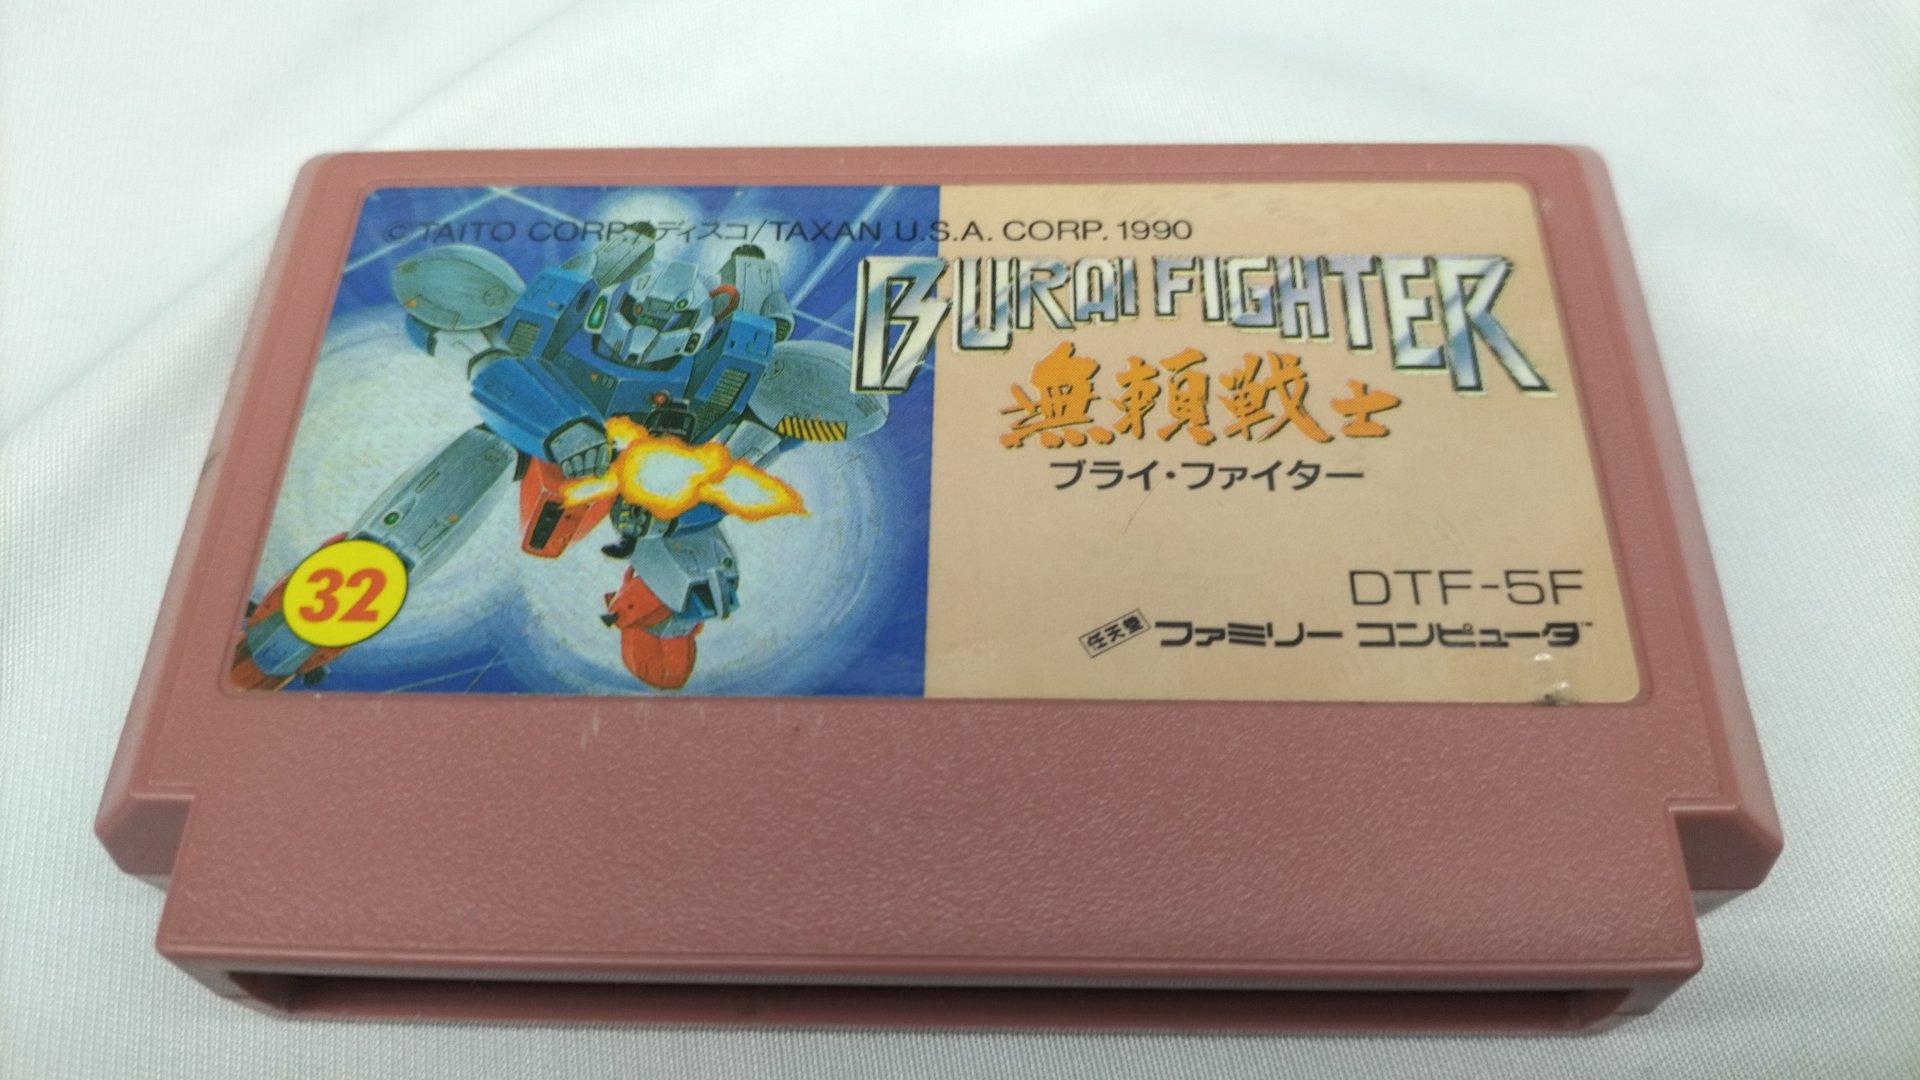 © TAITO CORP./ディスコ/TAXAN U.S.A. CORP. 1990
BURAI FIGHTER
無頼戦士
ブライ・ファイター
32
DTF-5F
任天堂 ファミリー コンピュータ™